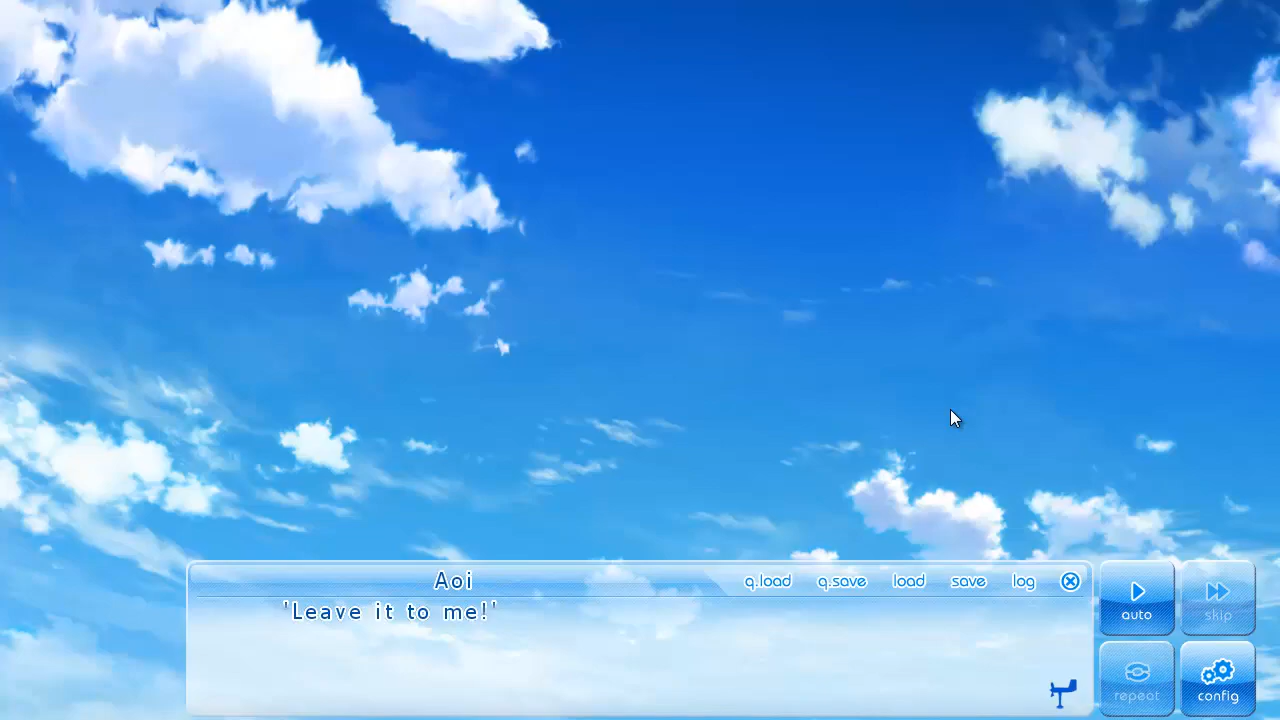 Aoi
q.load q.save load save log
'Leave it to me!'
auto
skip
repeat
config